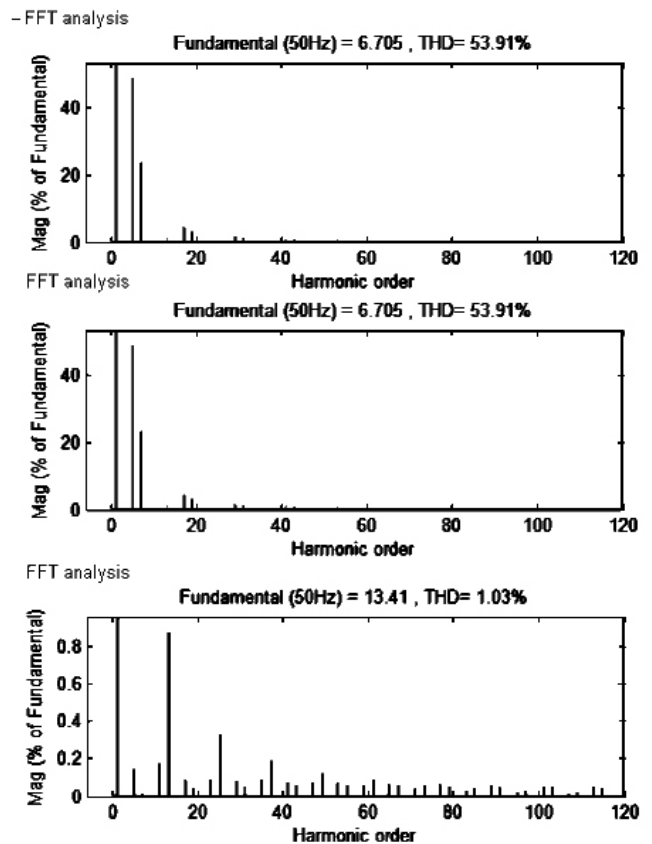 – FFT analysis
Fundamental (50Hz) = 6.705 , THD= 53.91%
Mag (% of Fundamental)
40
20
0
0 20 40 60 80 100 120
Harmonic order
FFT analysis
Fundamental (50Hz) = 6.705 , THD= 53.91%
Mag (% of Fundamental)
40
20
0
0 20 40 60 80 100 120
Harmonic order
FFT analysis
Fundamental (50Hz) = 13.41 , THD= 1.03%
Mag (% of Fundamental)
0.8
0.6
0.4
0.2
0
0 20 40 60 80 100 120
Harmonic order